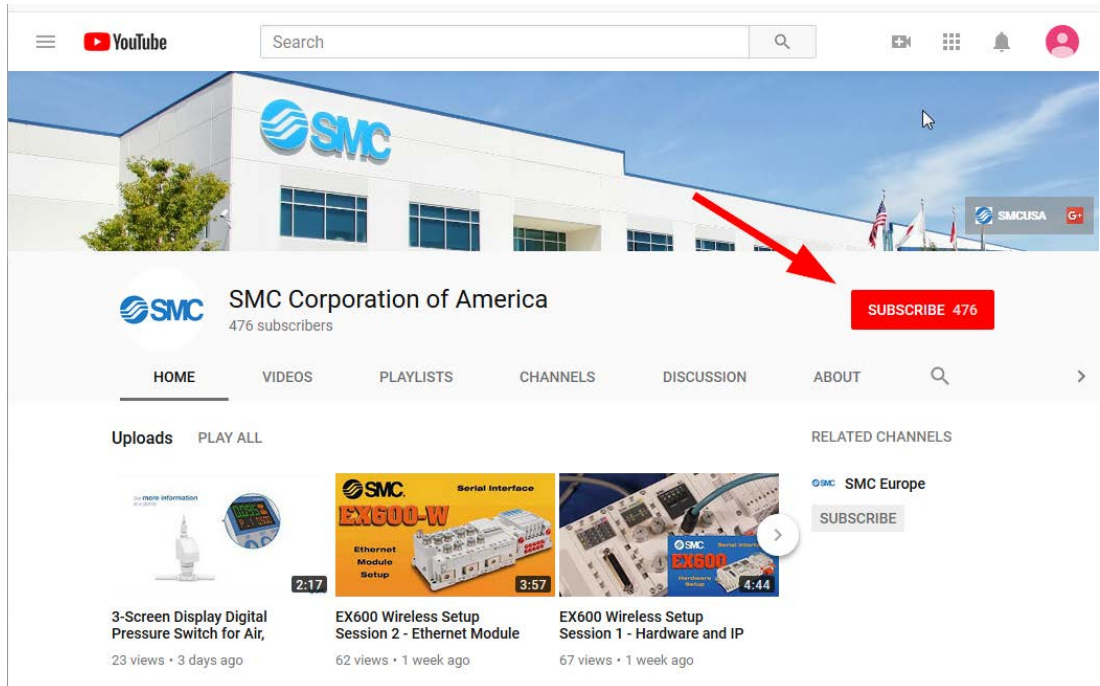 YouTube
Search
SMC
SMCUSA G+
SMC
SMC Corporation of America
476 subscribers
SUBSCRIBE 476
HOME VIDEOS PLAYLISTS CHANNELS DISCUSSION ABOUT
Uploads PLAY ALL
RELATED CHANNELS
See more information
2:17
SMC. Serial Interface
EX600-W
Ethernet
Module
Setup
3:57
SMC Serial
EX600
Hardware
Setup
4:44
SMC SMC Europe
SUBSCRIBE
3-Screen Display Digital
Pressure Switch for Air,
23 views • 3 days ago
EX600 Wireless Setup
Session 2 - Ethernet Module
62 views • 1 week ago
EX600 Wireless Setup
Session 1 - Hardware and IP
67 views • 1 week ago